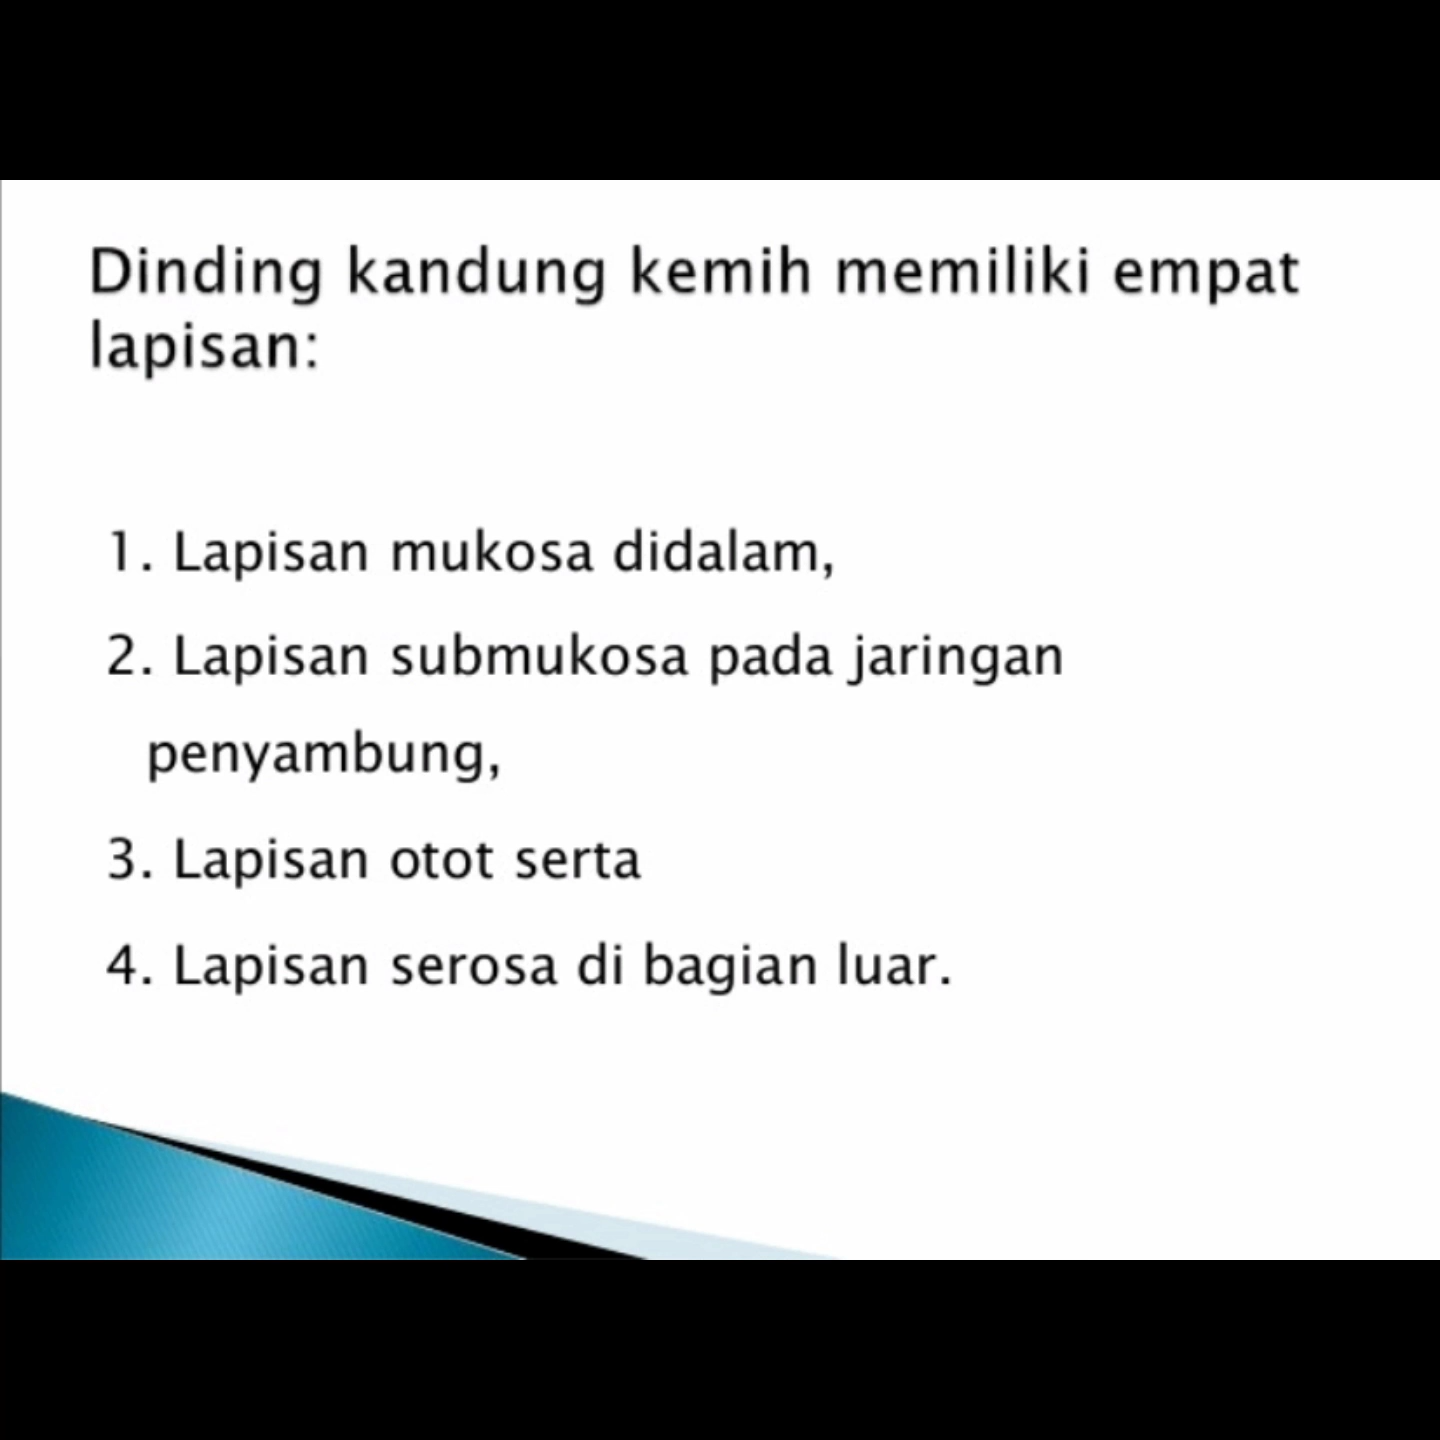 Dinding kandung kemih memiliki empat
lapisan:
1. Lapisan mukosa didalam,
2. Lapisan submukosa pada jaringan
penyambung,
3. Lapisan otot serta
4. Lapisan serosa di bagian luar.